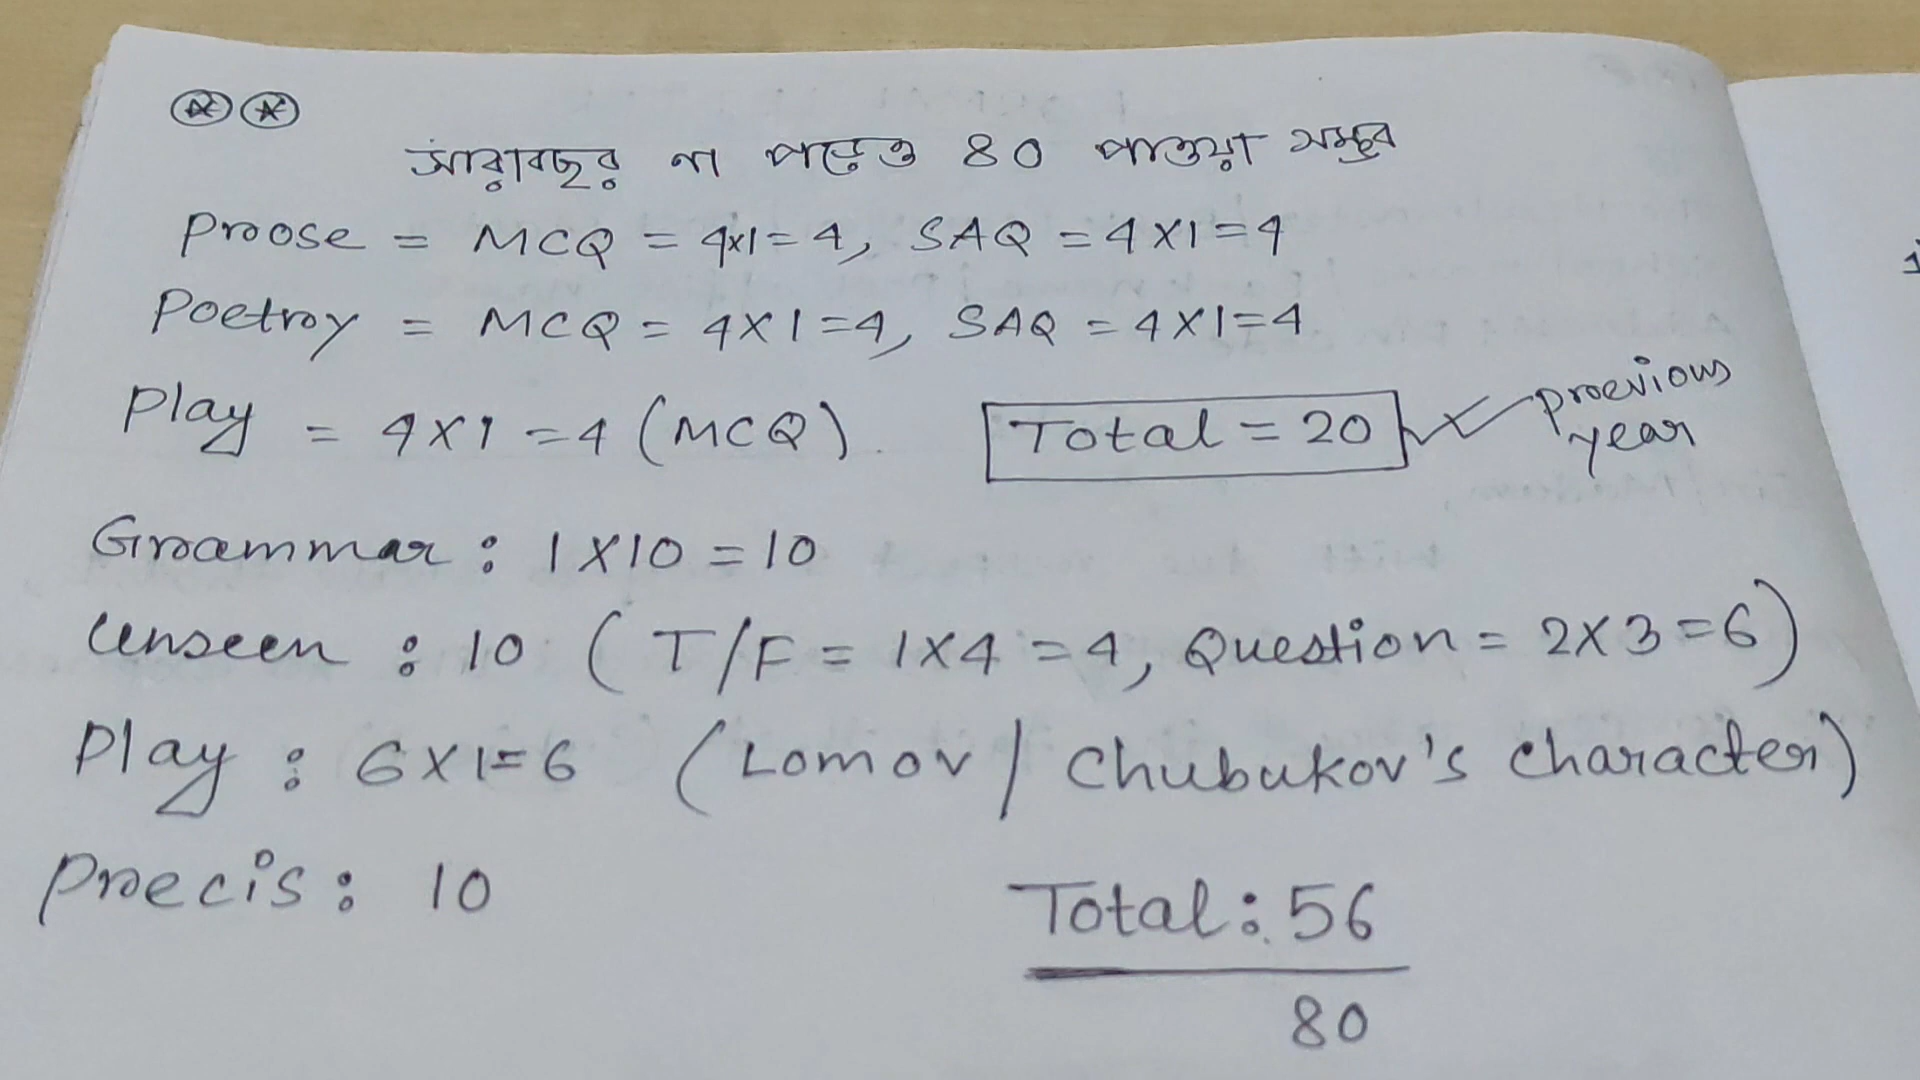 সারাবছর না পড়েও 80 পাওয়া সম্ভব
Prose = MCQ = 4x1=4, SAQ = 4X1=4
Poetry = MCQ = 4X1=4, SAQ = 4X1=4
Play = 4X1=4 (MCQ)
Total = 20
previous year
Grammar : 1X10=10
Unseen : 10 ( T/F = 1X4=4, Question = 2X3=6)
Play : 6X1=6 (Lomov / Chubukov's character)
Precis : 10
Total : 56
80